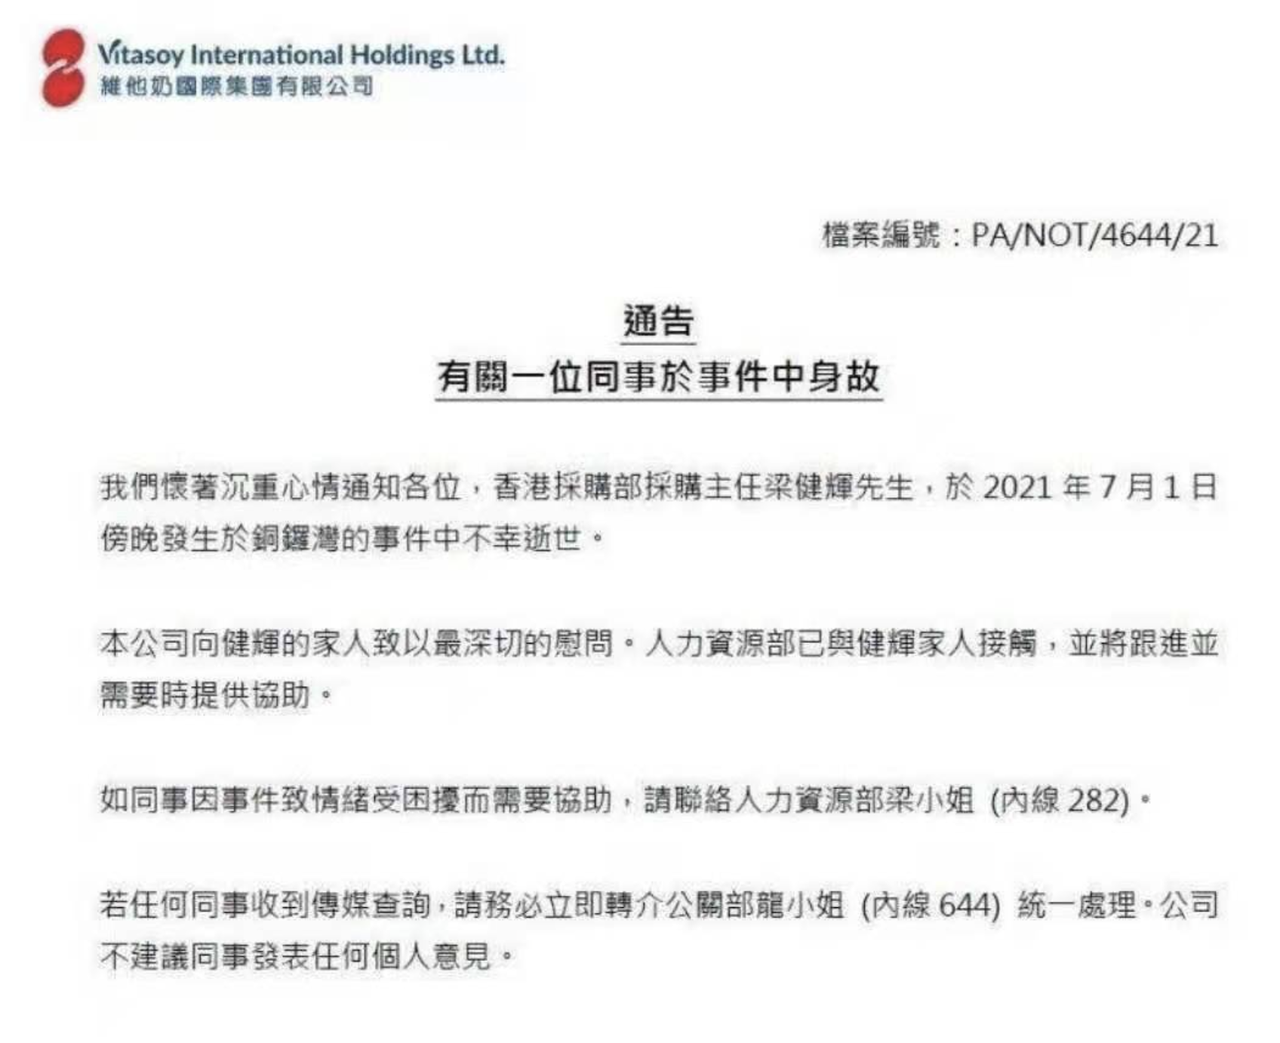 Vitasoy International Holdings Ltd.
維他奶國際集團有限公司
檔案編號：PA/NOT/4644/21
通告
有關一位同事於事件中身故
我們懷著沉重心情通知各位，香港採購部採購主任梁健輝先生，於 2021 年 7 月 1 日
傍晚發生於銅鑼灣的事件中不幸逝世。
本公司向健輝的家人致以最深切的慰問。人力資源部已與健輝家人接觸，並將跟進並
需要時提供協助。
如同事因事件致情緒受困擾而需要協助，請聯絡人力資源部梁小姐 (內線 282)。
若任何同事收到傳媒查詢，請務必立即轉介公關部龍小姐 (內線 644) 統一處理。公司
不建議同事發表任何個人意見。